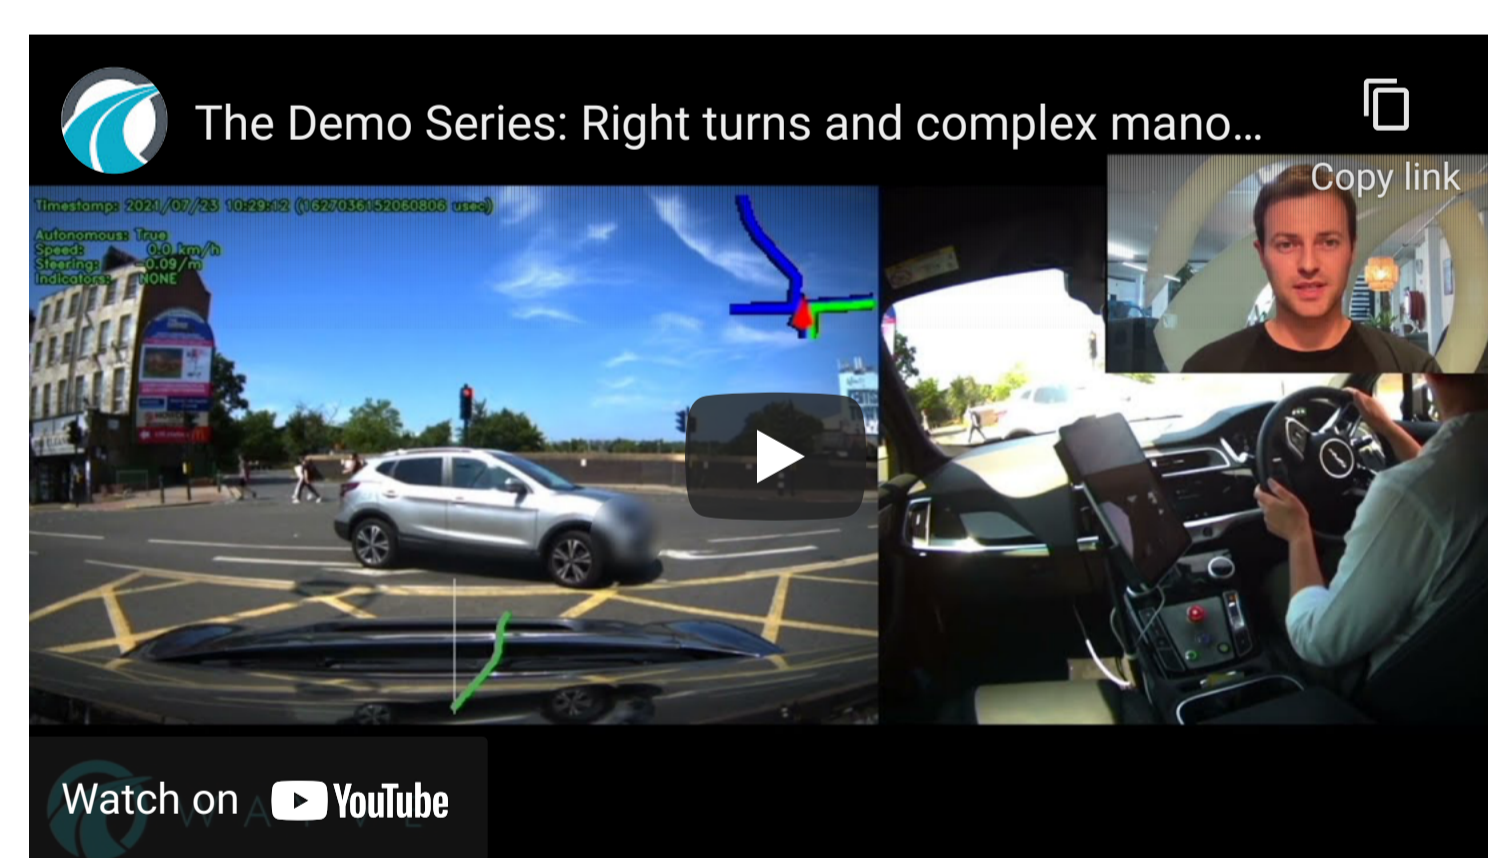 The Demo Series: Right turns and complex mano...
Copy link
Timestamp: 2021/07/23 10:29:12 (1627036152060806 usec)
Autonomous: True
Speed: 0.0 km/h
Steering: -0.09/m
Indicators: NONE
Watch on YouTube
WAYVE